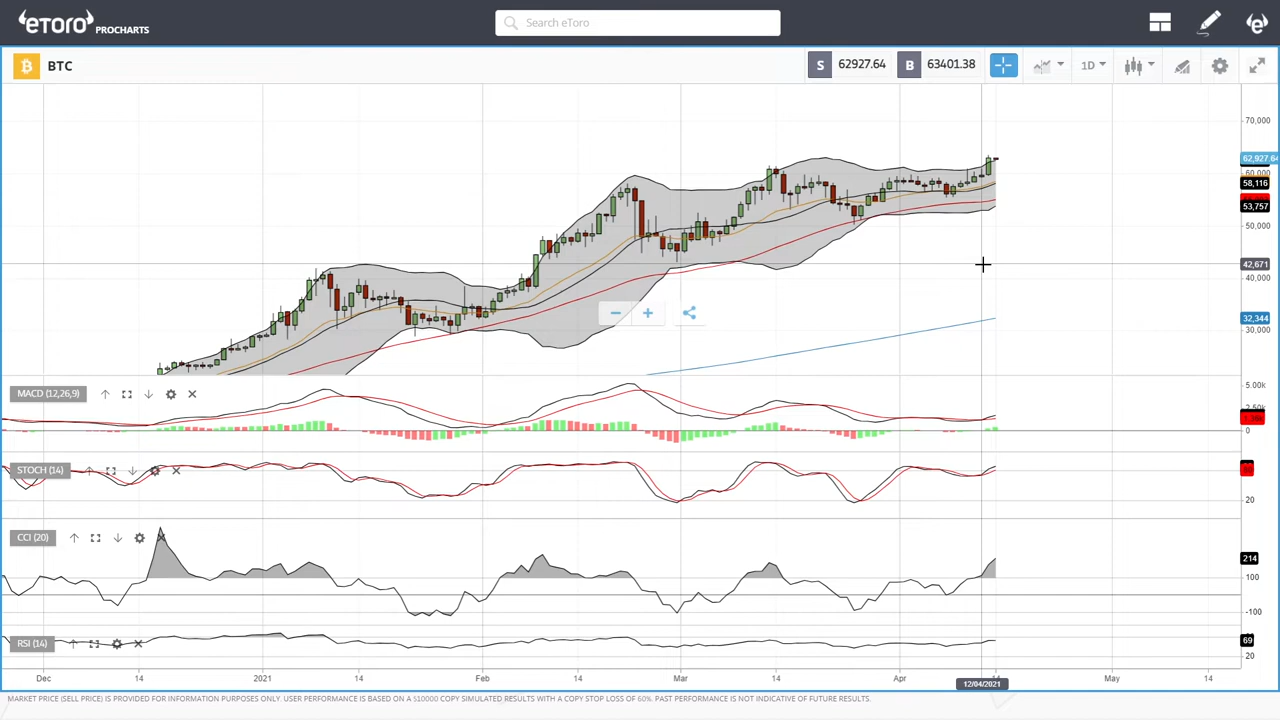 eToro PROCHARTS
Search eToro
BTC
S 62927.64 B 63401.38 1D
70,000
62,927.64
60,000
58,116
53,757
50,000
42,671
40,000
32,344
30,000
MACD (12,26,9)
5.00k
2.50k
0
STOCH (14)
20
CCI (20)
214
100
-100
RSI (14)
69
20
Dec 14 2021 14 Feb 14 Mar 14 Apr 14 May 14
12/04/2021
MARKET PRICE (SELL PRICE) IS PROVIDED FOR INFORMATION PURPOSES ONLY. USER PERFORMANCE IS BASED ON A $10000 COPY SIMULATED RESULTS WITH A COPY STOP LOSS OF 60%. PAST PERFORMANCE IS NOT INDICATIVE OF FUTURE RESULTS.